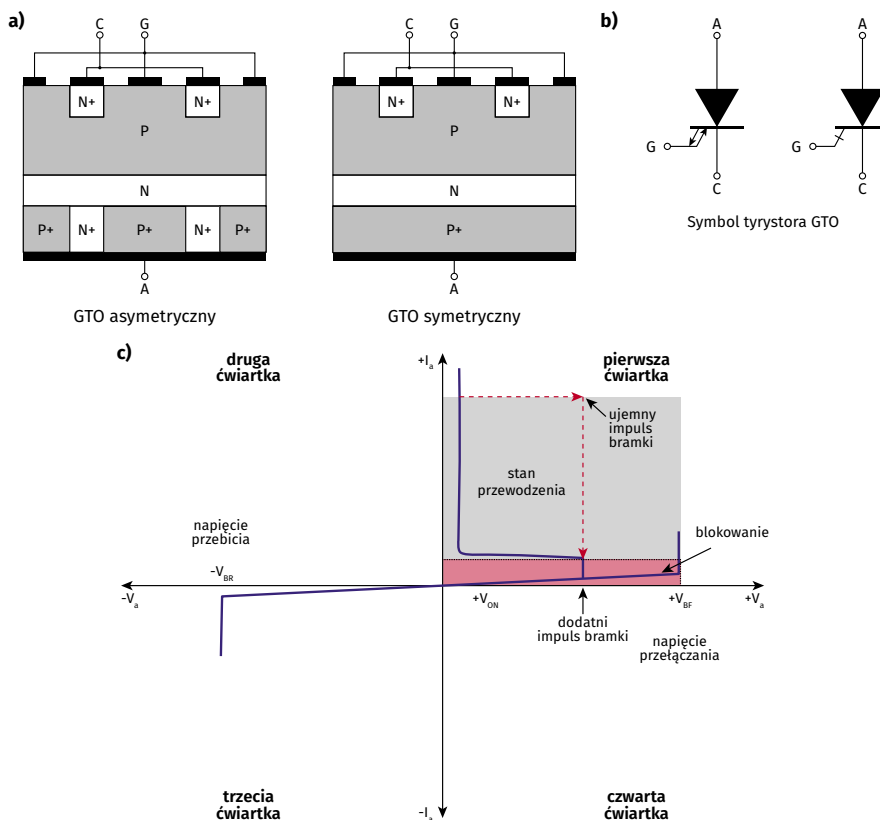 a)
C G
N+ N+
P
N
P+ N+ P+ N+ P+
A
GTO asymetryczny
C G
N+ N+
P
N
P+
A
GTO symetryczny
b)
A A
G G
C C
Symbol tyrystora GTO
c)
druga
ćwiartka
+Ia
pierwsza
ćwiartka
ujemny
impuls
bramki
stan
przewodzenia
napięcie
przebicia
blokowanie
-VBR
-Va
+VON
+VBF
+Va
dodatni
impuls bramki
napięcie
przełączania
trzecia
ćwiartka
-Ia
czwarta
ćwiartka